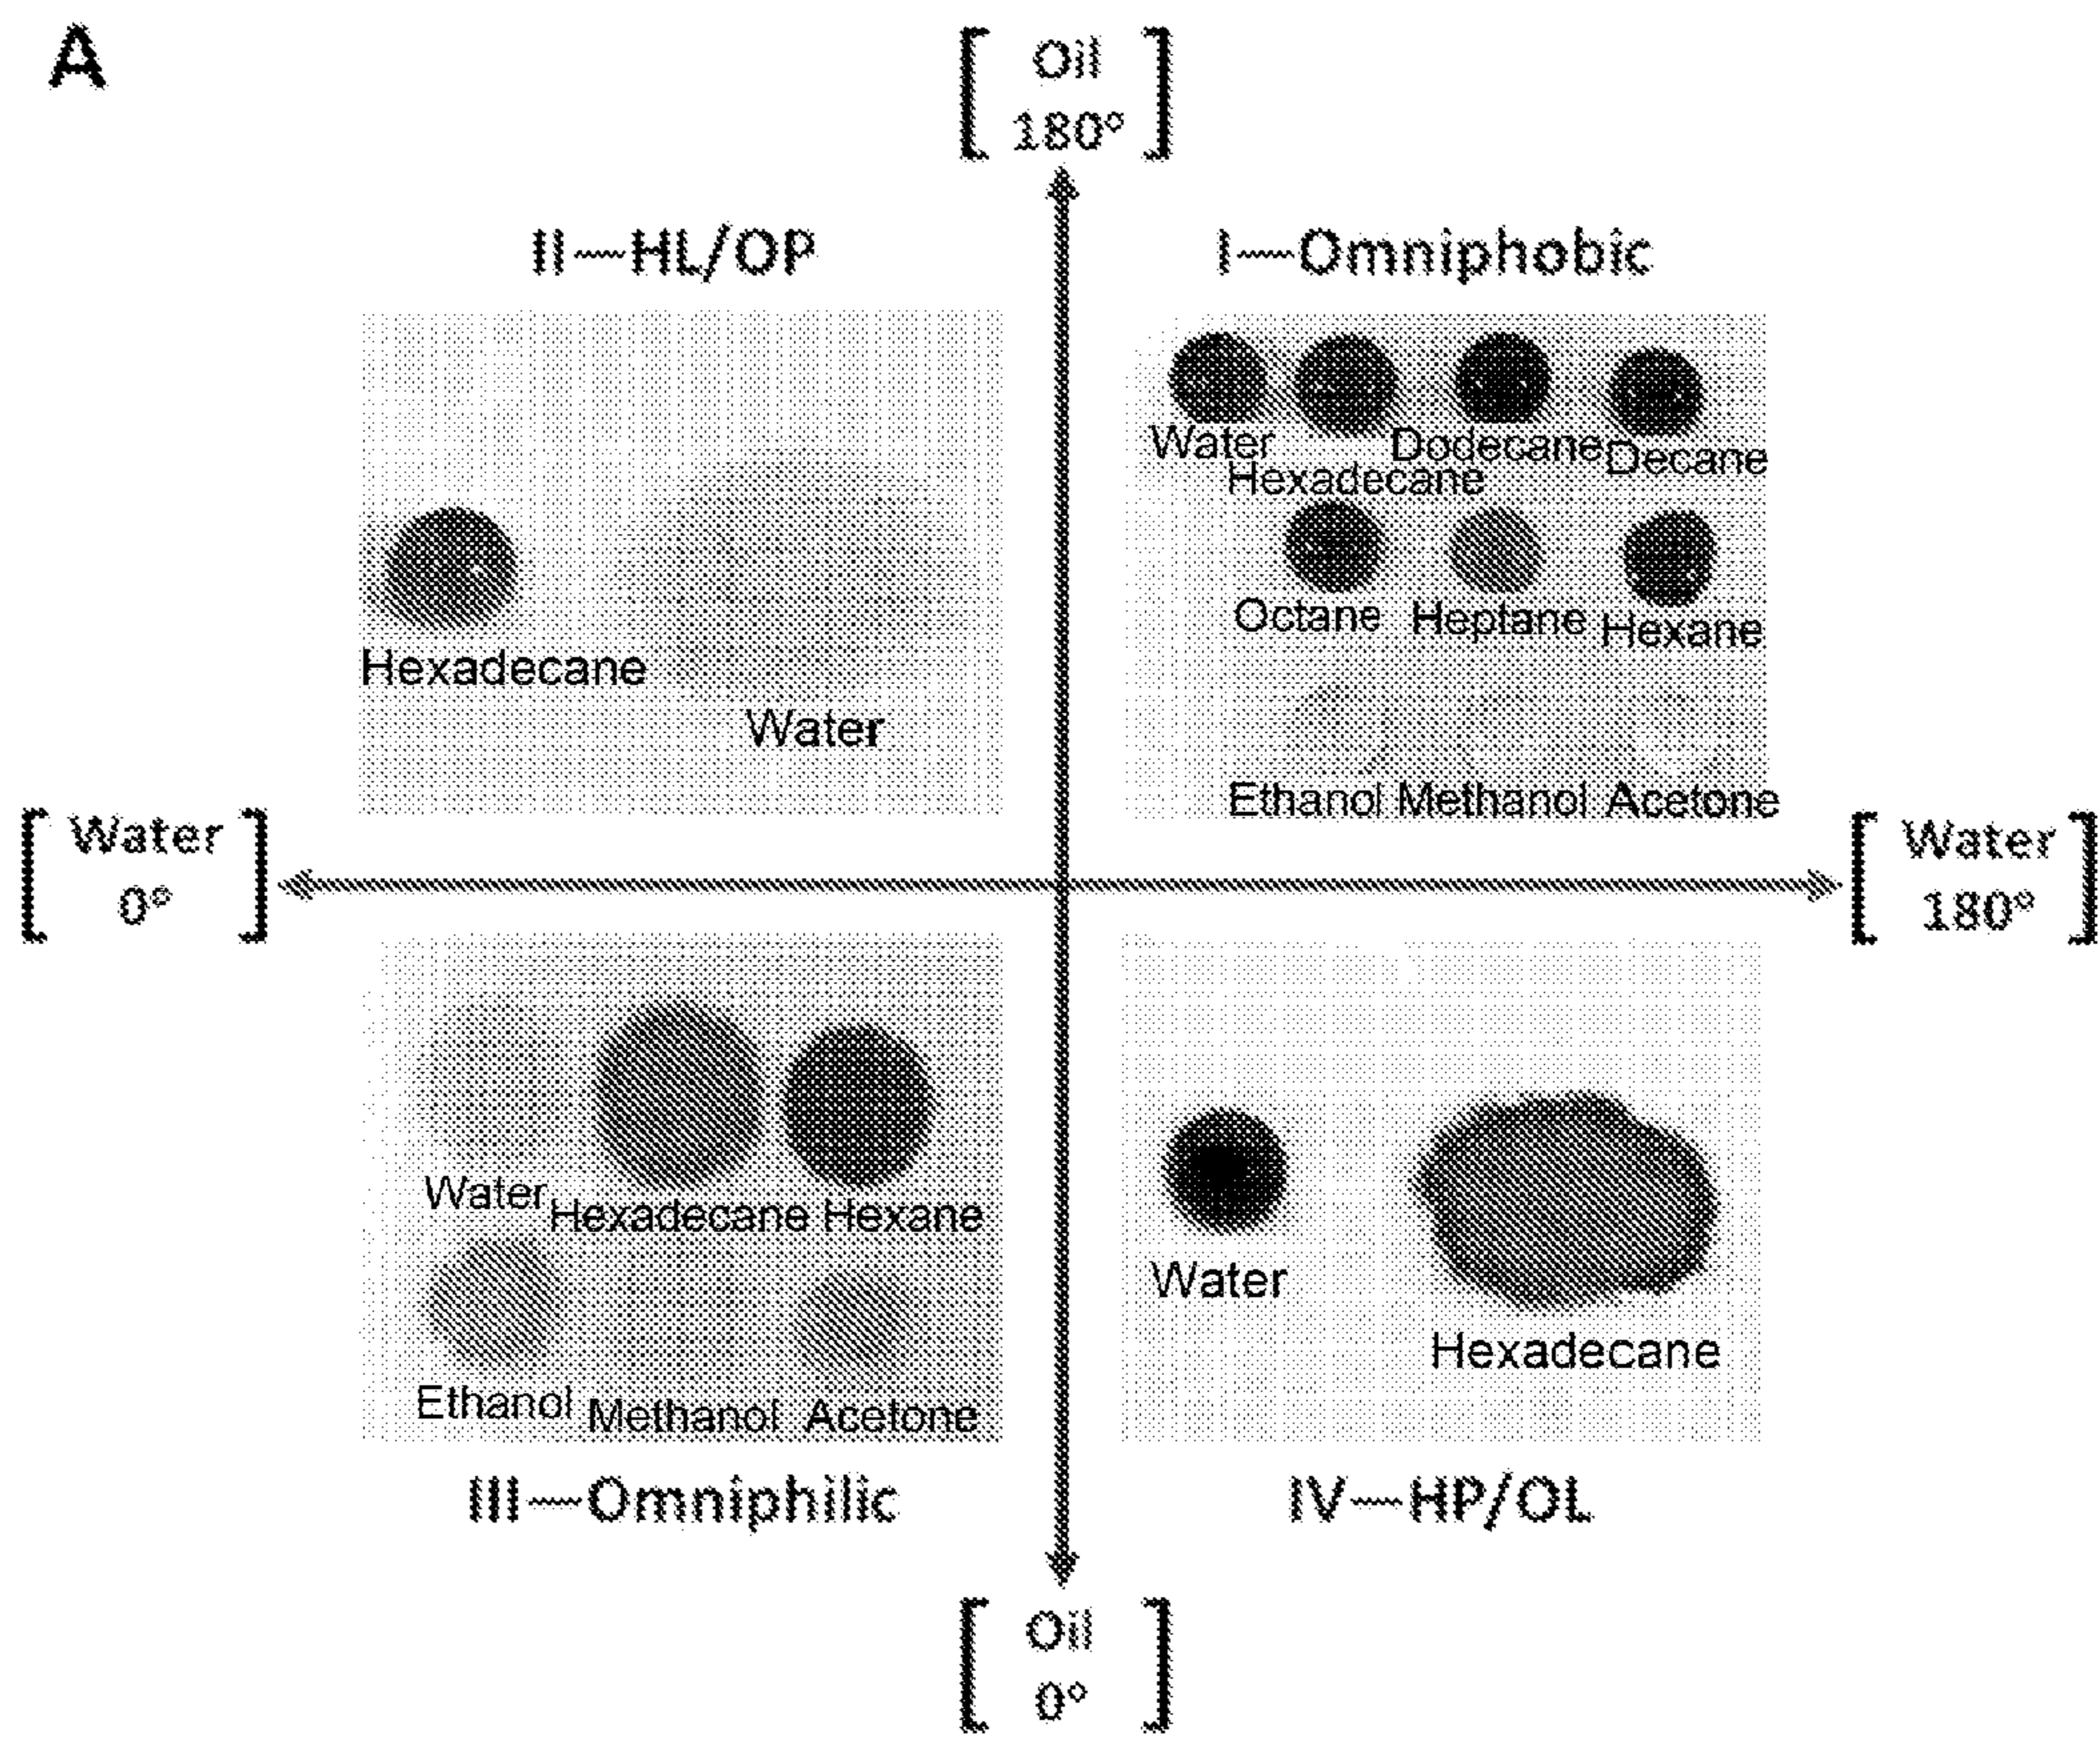 A
Oil
180°
II—HL/OP
I—Omniphobic
Water
Hexadecane
Dodecane
Decane
Octane
Heptane
Hexane
Ethanol
Methanol
Acetone
Hexadecane
Water
Water
0°
Water
180°
Water
Hexadecane
Hexane
Ethanol
Methanol
Acetone
Water
Hexadecane
III—Omniphilic
IV—HP/OL
Oil
0°